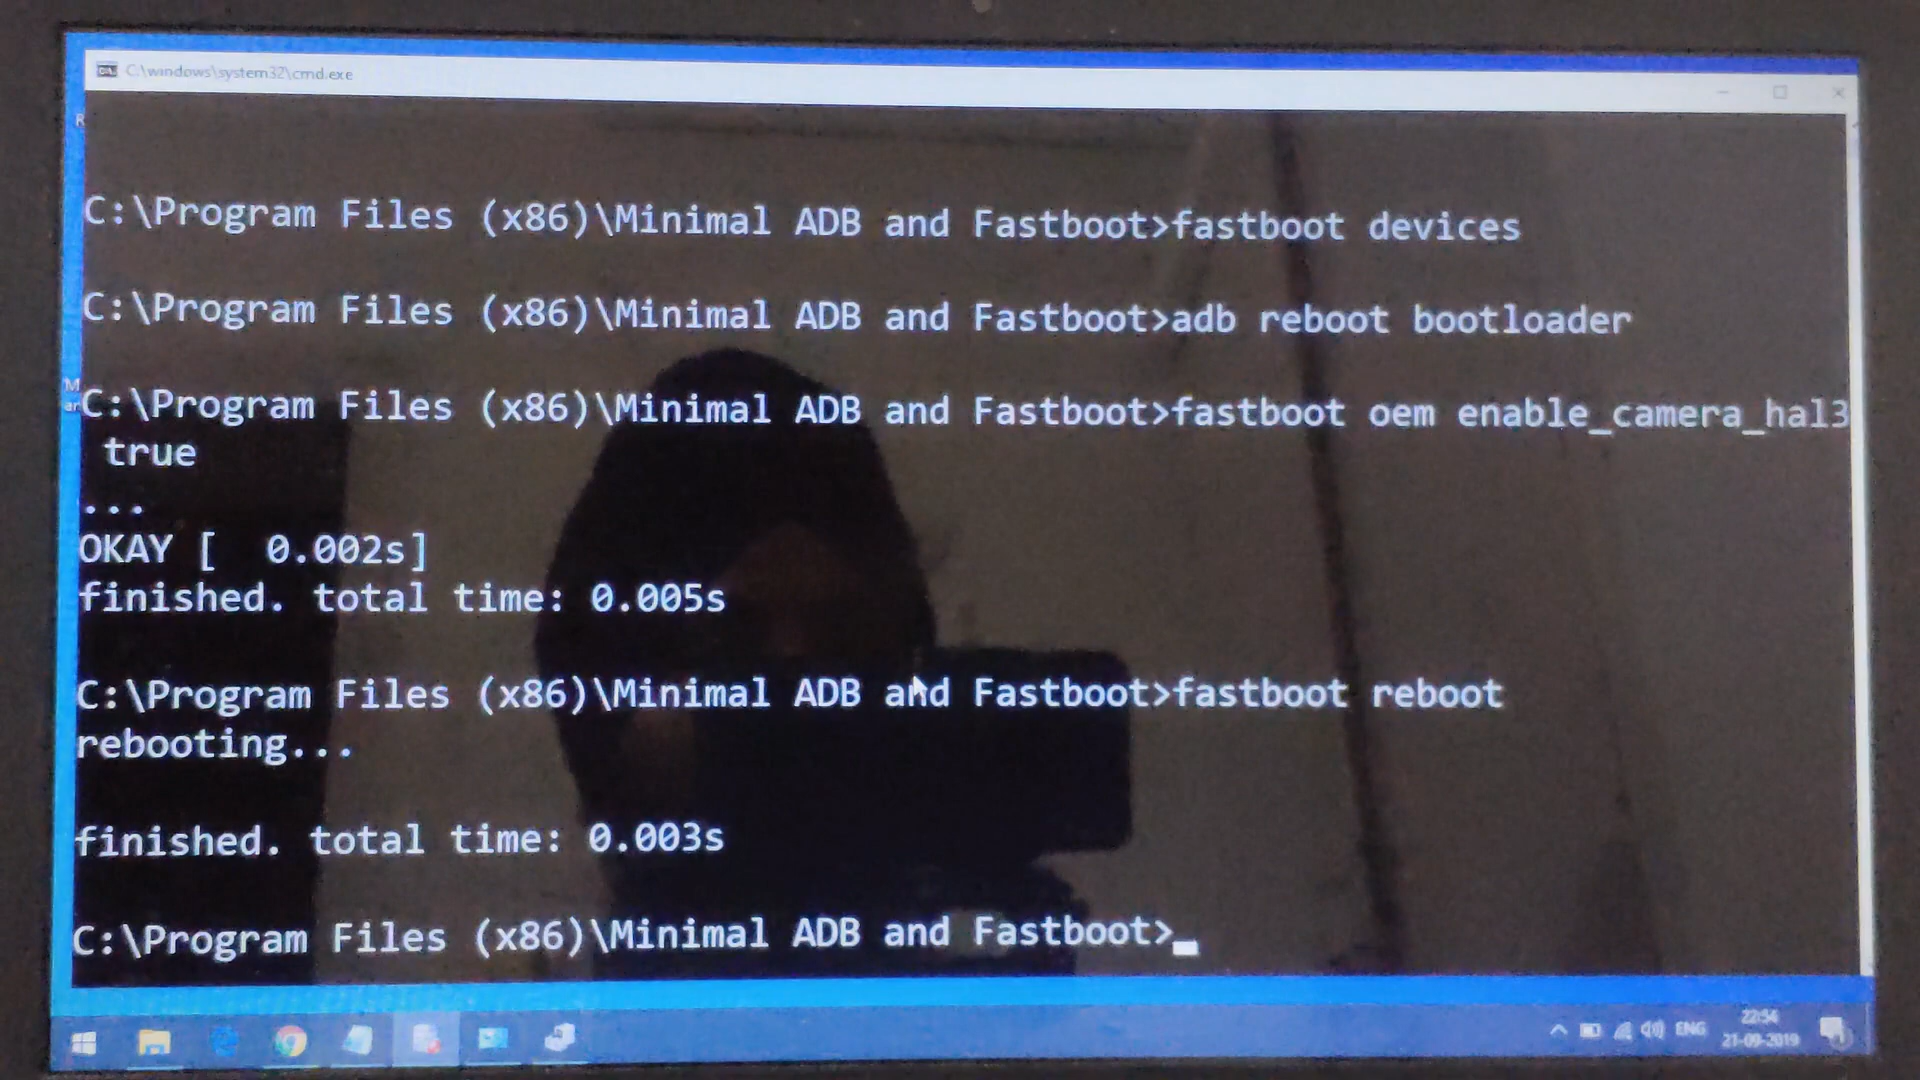 C:\windows\system32\cmd.exe
R
C:\Program Files (x86)\Minimal ADB and Fastboot>fastboot devices
C:\Program Files (x86)\Minimal ADB and Fastboot>adb reboot bootloader
M
ar
C:\Program Files (x86)\Minimal ADB and Fastboot>fastboot oem enable_camera_hal3
true
...
OKAY [  0.002s]
finished. total time: 0.005s
C:\Program Files (x86)\Minimal ADB and Fastboot>fastboot reboot
rebooting...
finished. total time: 0.003s
C:\Program Files (x86)\Minimal ADB and Fastboot>_
ENG
22:54
21-09-2019